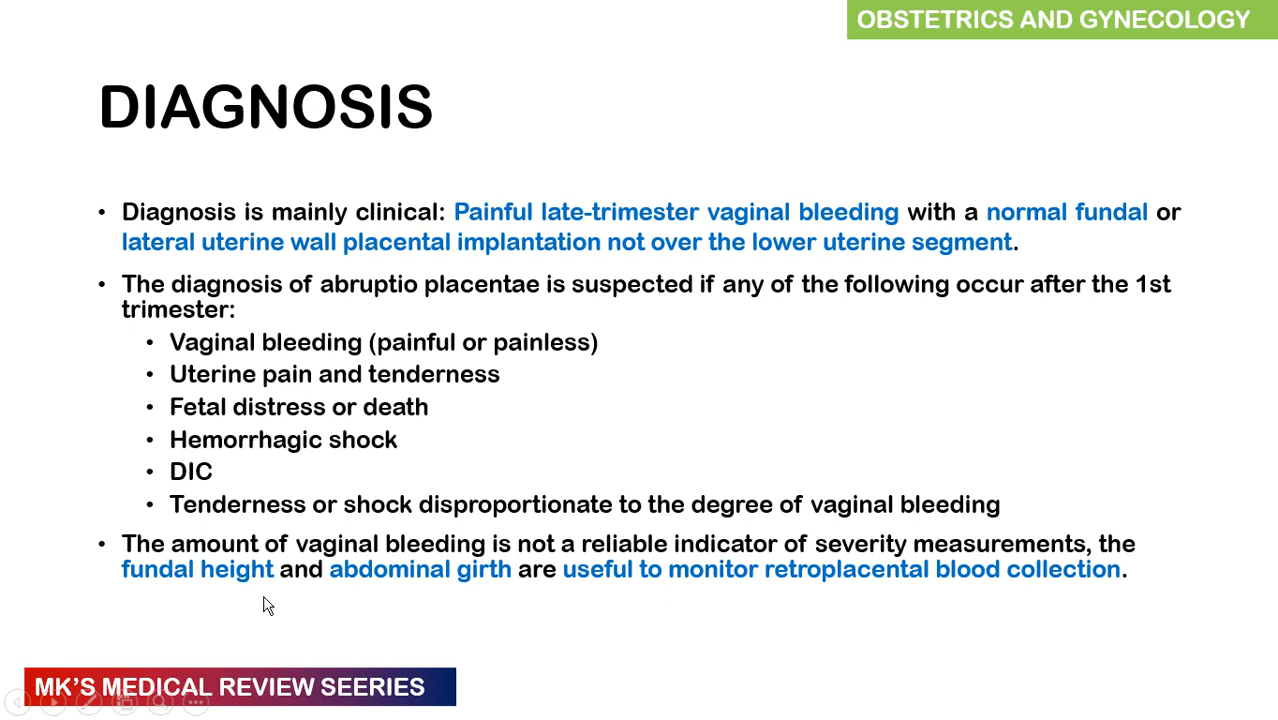 OBSTETRICS AND GYNECOLOGY
DIAGNOSIS
• Diagnosis is mainly clinical: Painful late-trimester vaginal bleeding with a normal fundal or
lateral uterine wall placental implantation not over the lower uterine segment.
• The diagnosis of abruptio placentae is suspected if any of the following occur after the 1st
trimester:
• Vaginal bleeding (painful or painless)
• Uterine pain and tenderness
• Fetal distress or death
• Hemorrhagic shock
• DIC
• Tenderness or shock disproportionate to the degree of vaginal bleeding
• The amount of vaginal bleeding is not a reliable indicator of severity measurements, the
fundal height and abdominal girth are useful to monitor retroplacental blood collection.
MK'S MEDICAL REVIEW SEERIES